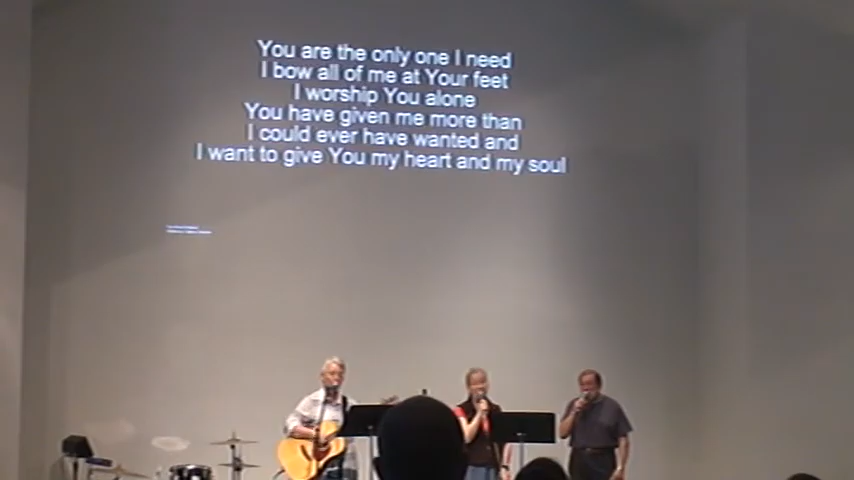 You are the only one I need
I bow all of me at Your feet
I worship You alone
You have given me more than
I could ever have wanted and
I want to give You my heart and my soul